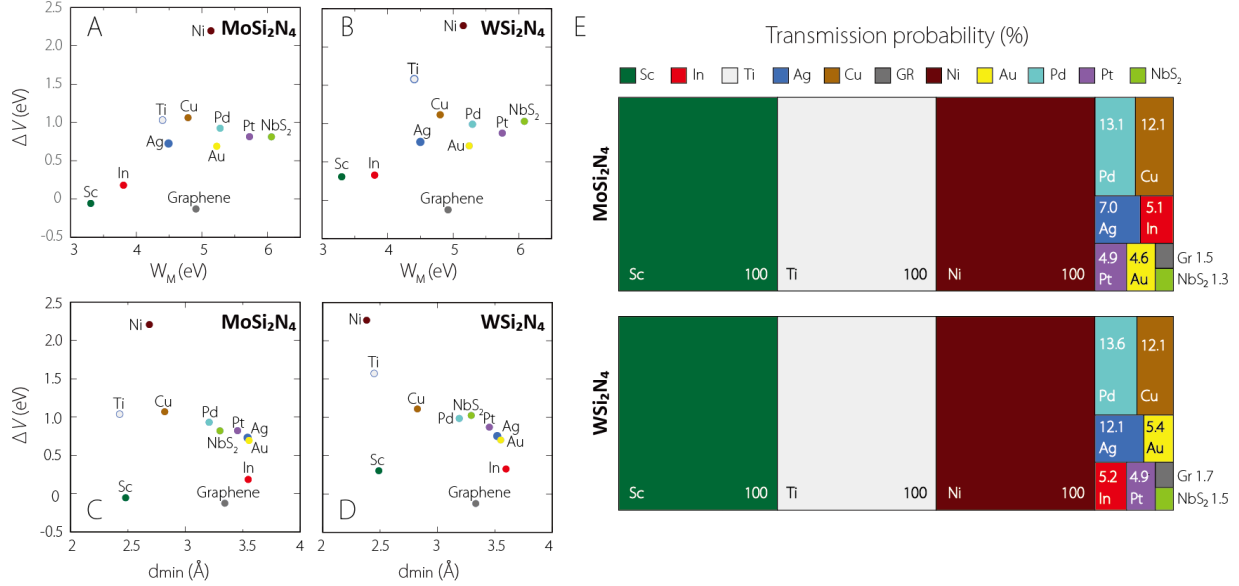 A
MoSi₂N₄
Ni
Ti
Cu
Pd
Pt
NbS₂
Ag
Au
In
Sc
Graphene
ΔV (eV)
2.5
2.0
1.5
1.0
0.5
0
-0.5
3
4
5
6
W_M (eV)
B
WSi₂N₄
Ni
Ti
Cu
Pd
Pt
NbS₂
Ag
Au
Sc
In
Graphene
3
4
5
6
W_M (eV)
C
MoSi₂N₄
Ni
Ti
Cu
Pd
NbS₂
Pt
Ag
Au
In
Sc
Graphene
ΔV (eV)
2.5
2.0
1.5
1.0
0.5
0
-0.5
2
2.5
3
3.5
4
dmin (Å)
D
WSi₂N₄
Ni
Ti
Cu
NbS₂
Pd
Pt
Ag
Au
Sc
In
Graphene
2
2.5
3
3.5
4
dmin (Å)
E
Transmission probability (%)
Sc In Ti Ag Cu GR Ni Au Pd Pt NbS₂
MoSi₂N₄
Sc 100
Ti 100
Ni 100
13.1
Pd
12.1
Cu
7.0
Ag
5.1
In
4.9
Pt
4.6
Au
Gr 1.5
NbS₂ 1.3
WSi₂N₄
Sc 100
Ti 100
Ni 100
13.6
Pd
12.1
Cu
12.1
Ag
5.4
Au
5.2
In
4.9
Pt
Gr 1.7
NbS₂ 1.5